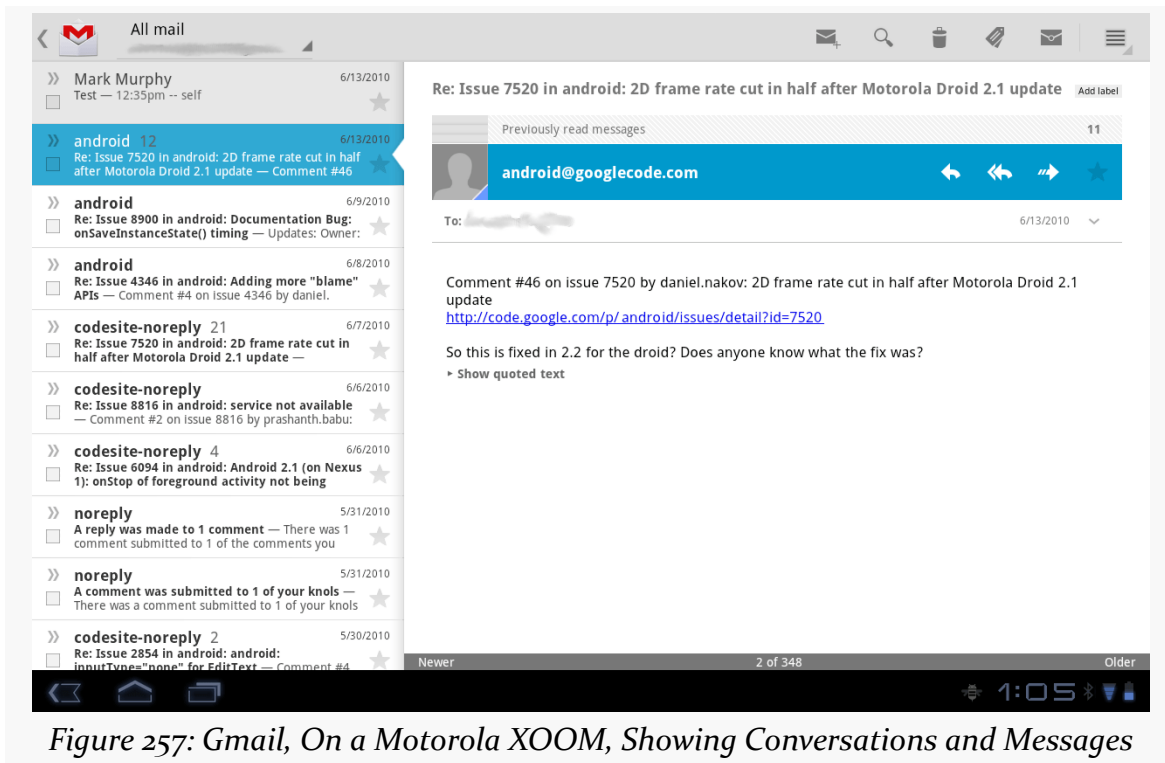 All mail
Mark Murphy 6/13/2010
Test — 12:35pm -- self
android 12 6/13/2010
Re: Issue 7520 in android: 2D frame rate cut in half
after Motorola Droid 2.1 update — Comment #46
android 6/9/2010
Re: Issue 8900 in android: Documentation Bug:
onSaveInstanceState() timing — Updates: Owner:
android 6/8/2010
Re: Issue 4346 in android: Adding more "blame"
APIs — Comment #4 on issue 4346 by daniel.
codesite-noreply 21 6/7/2010
Re: Issue 7520 in android: 2D frame rate cut in
half after Motorola Droid 2.1 update —
codesite-noreply 6/6/2010
Re: Issue 8816 in android: service not available
— Comment #2 on issue 8816 by prashanth.babu:
codesite-noreply 4 6/6/2010
Re: Issue 6094 in android: Android 2.1 (on Nexus
1): onStop of foreground activity not being
noreply 5/31/2010
A reply was made to 1 comment — There was 1
comment submitted to 1 of the comments you
noreply 5/31/2010
A comment was submitted to 1 of your knols —
There was a comment submitted to 1 of your knols
codesite-noreply 2 5/30/2010
Re: Issue 2854 in android: android:
inputType="none" for EditText — Comment #4
Re: Issue 7520 in android: 2D frame rate cut in half after Motorola Droid 2.1 update Add label
Previously read messages 11
android@googlecode.com
To: 6/13/2010
Comment #46 on issue 7520 by daniel.nakov: 2D frame rate cut in half after Motorola Droid 2.1
update
http://code.google.com/p/android/issues/detail?id=7520
So this is fixed in 2.2 for the droid? Does anyone know what the fix was?
▸ Show quoted text
Newer 2 of 348 Older
1:05
Figure 257: Gmail, On a Motorola XOOM, Showing Conversations and Messages